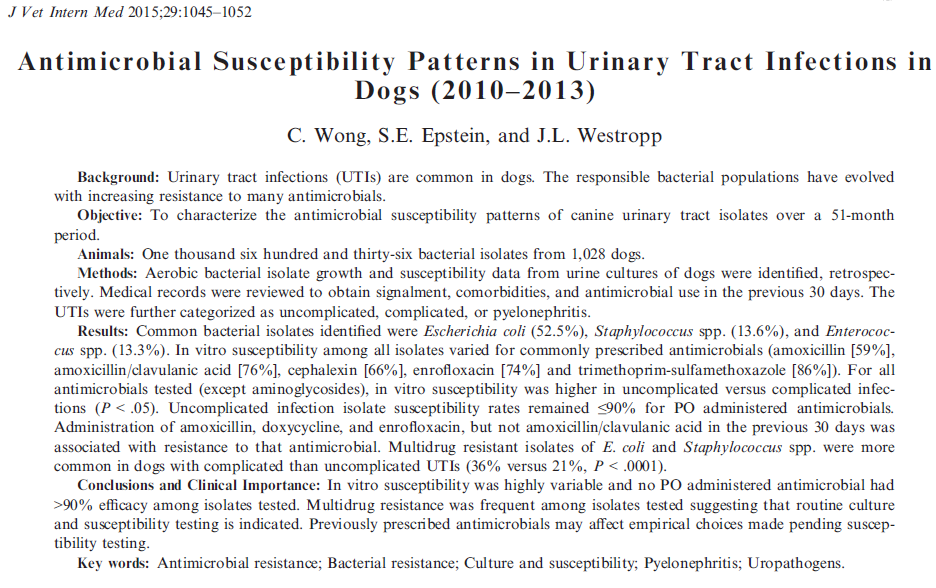 J Vet Intern Med 2015;29:1045–1052
Antimicrobial Susceptibility Patterns in Urinary Tract Infections in
Dogs (2010–2013)
C. Wong, S.E. Epstein, and J.L. Westropp
Background: Urinary tract infections (UTIs) are common in dogs. The responsible bacterial populations have evolved
with increasing resistance to many antimicrobials.
Objective: To characterize the antimicrobial susceptibility patterns of canine urinary tract isolates over a 51-month
period.
Animals: One thousand six hundred and thirty-six bacterial isolates from 1,028 dogs.
Methods: Aerobic bacterial isolate growth and susceptibility data from urine cultures of dogs were identified, retrospec-
tively. Medical records were reviewed to obtain signalment, comorbidities, and antimicrobial use in the previous 30 days. The
UTIs were further categorized as uncomplicated, complicated, or pyelonephritis.
Results: Common bacterial isolates identified were Escherichia coli (52.5%), Staphylococcus spp. (13.6%), and Enterococ-
cus spp. (13.3%). In vitro susceptibility among all isolates varied for commonly prescribed antimicrobials (amoxicillin [59%],
amoxicillin/clavulanic acid [76%], cephalexin [66%], enrofloxacin [74%] and trimethoprim-sulfamethoxazole [86%]). For all
antimicrobials tested (except aminoglycosides), in vitro susceptibility was higher in uncomplicated versus complicated infec-
tions (P < .05). Uncomplicated infection isolate susceptibility rates remained ≤90% for PO administered antimicrobials.
Administration of amoxicillin, doxycycline, and enrofloxacin, but not amoxicillin/clavulanic acid in the previous 30 days was
associated with resistance to that antimicrobial. Multidrug resistant isolates of E. coli and Staphylococcus spp. were more
common in dogs with complicated than uncomplicated UTIs (36% versus 21%, P < .0001).
Conclusions and Clinical Importance: In vitro susceptibility was highly variable and no PO administered antimicrobial had
>90% efficacy among isolates tested. Multidrug resistance was frequent among isolates tested suggesting that routine culture
and susceptibility testing is indicated. Previously prescribed antimicrobials may affect empirical choices made pending suscep-
tibility testing.
Key words: Antimicrobial resistance; Bacterial resistance; Culture and susceptibility; Pyelonephritis; Uropathogens.